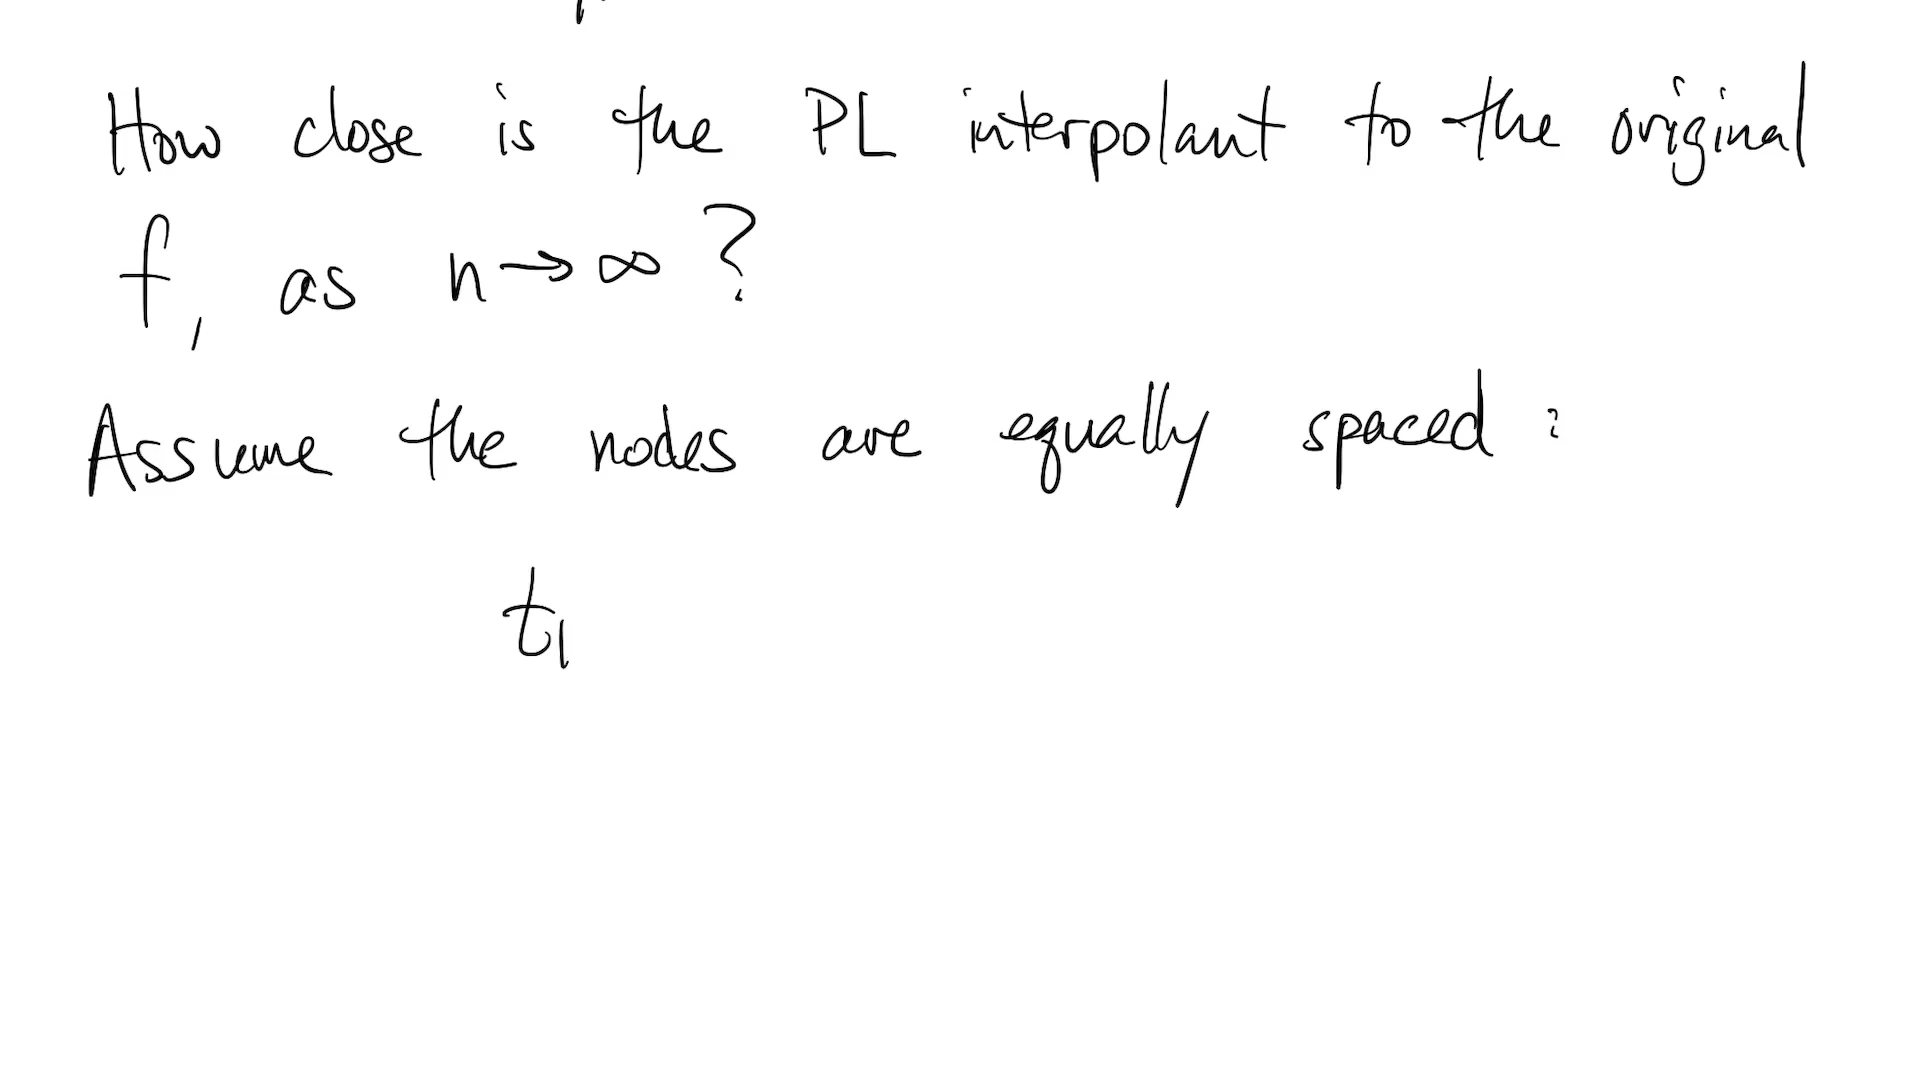 How close is the PL interpolant to the original
f, as n→∞?
Assume the nodes are equally spaced:
t₁